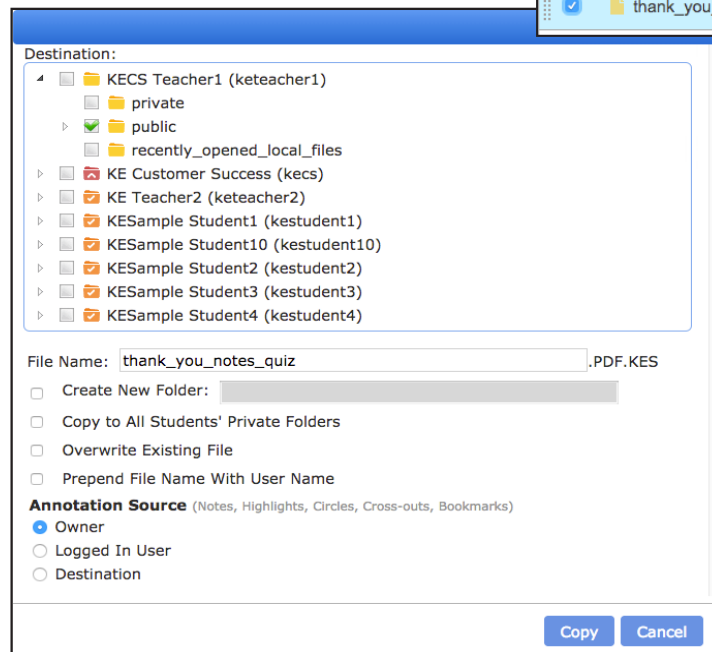 thank_you_
Destination:
KECS Teacher1 (keteacher1)
private
public
recently_opened_local_files
KE Customer Success (kecs)
KE Teacher2 (keteacher2)
KESample Student1 (kestudent1)
KESample Student10 (kestudent10)
KESample Student2 (kestudent2)
KESample Student3 (kestudent3)
KESample Student4 (kestudent4)
File Name: thank_you_notes_quiz .PDF.KES
Create New Folder:
Copy to All Students' Private Folders
Overwrite Existing File
Prepend File Name With User Name
Annotation Source (Notes, Highlights, Circles, Cross-outs, Bookmarks)
Owner
Logged In User
Destination
Copy Cancel